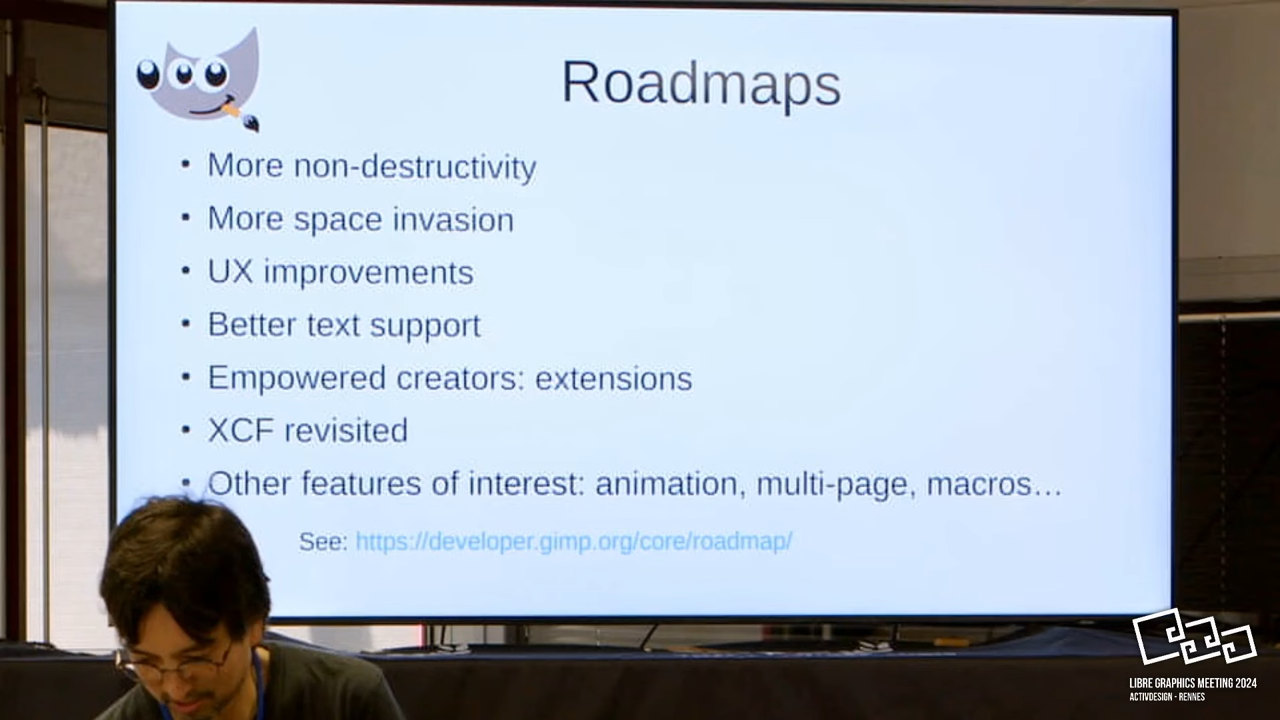 Roadmaps
• More non-destructivity
• More space invasion
• UX improvements
• Better text support
• Empowered creators: extensions
• XCF revisited
• Other features of interest: animation, multi-page, macros…
See: https://developer.gimp.org/core/roadmap/
LIBRE GRAPHICS MEETING 2024
ACTIVDESIGN - RENNES